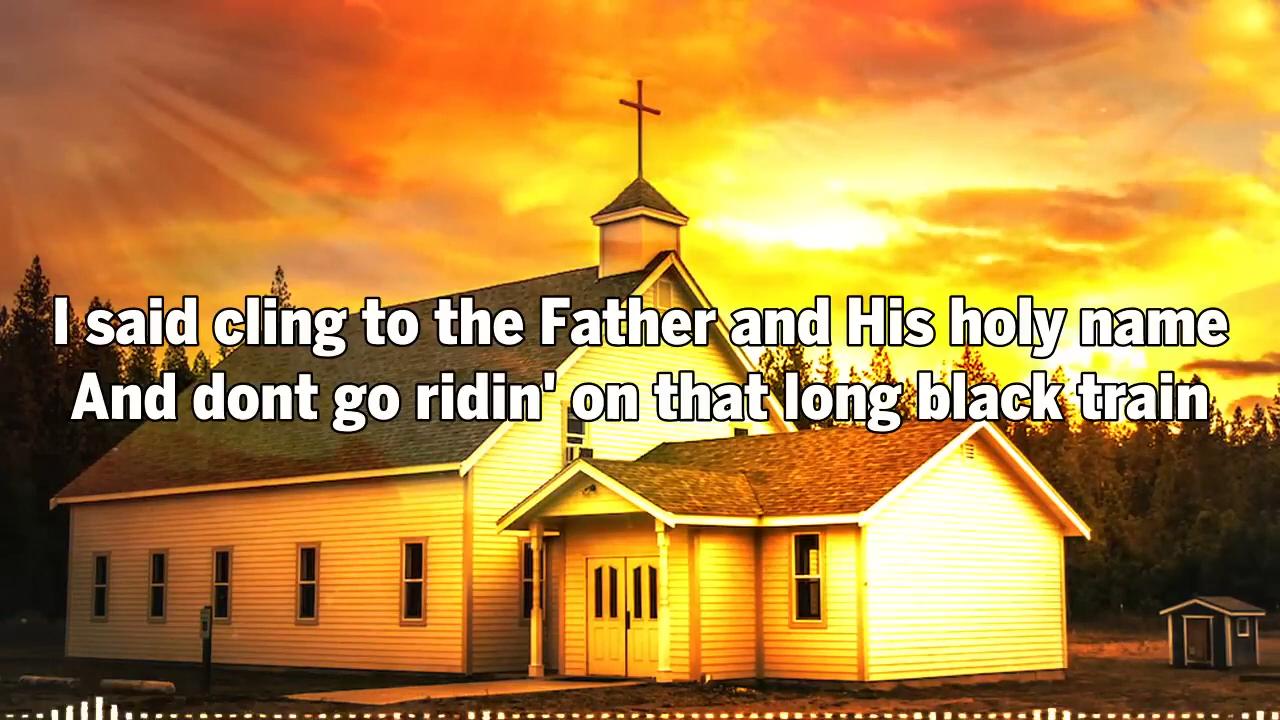 I said cling to the Father and His holy name
And dont go ridin' on that long black train